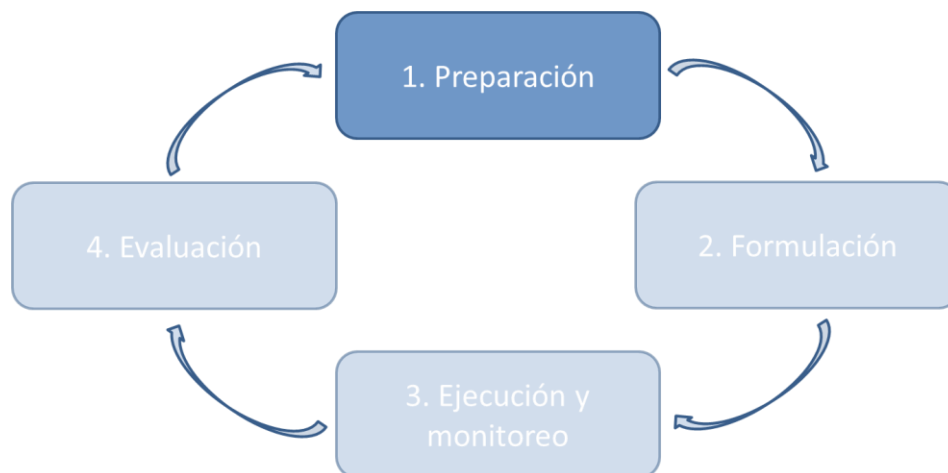 1. Preparación
2. Formulación
3. Ejecución y
monitoreo
4. Evaluación